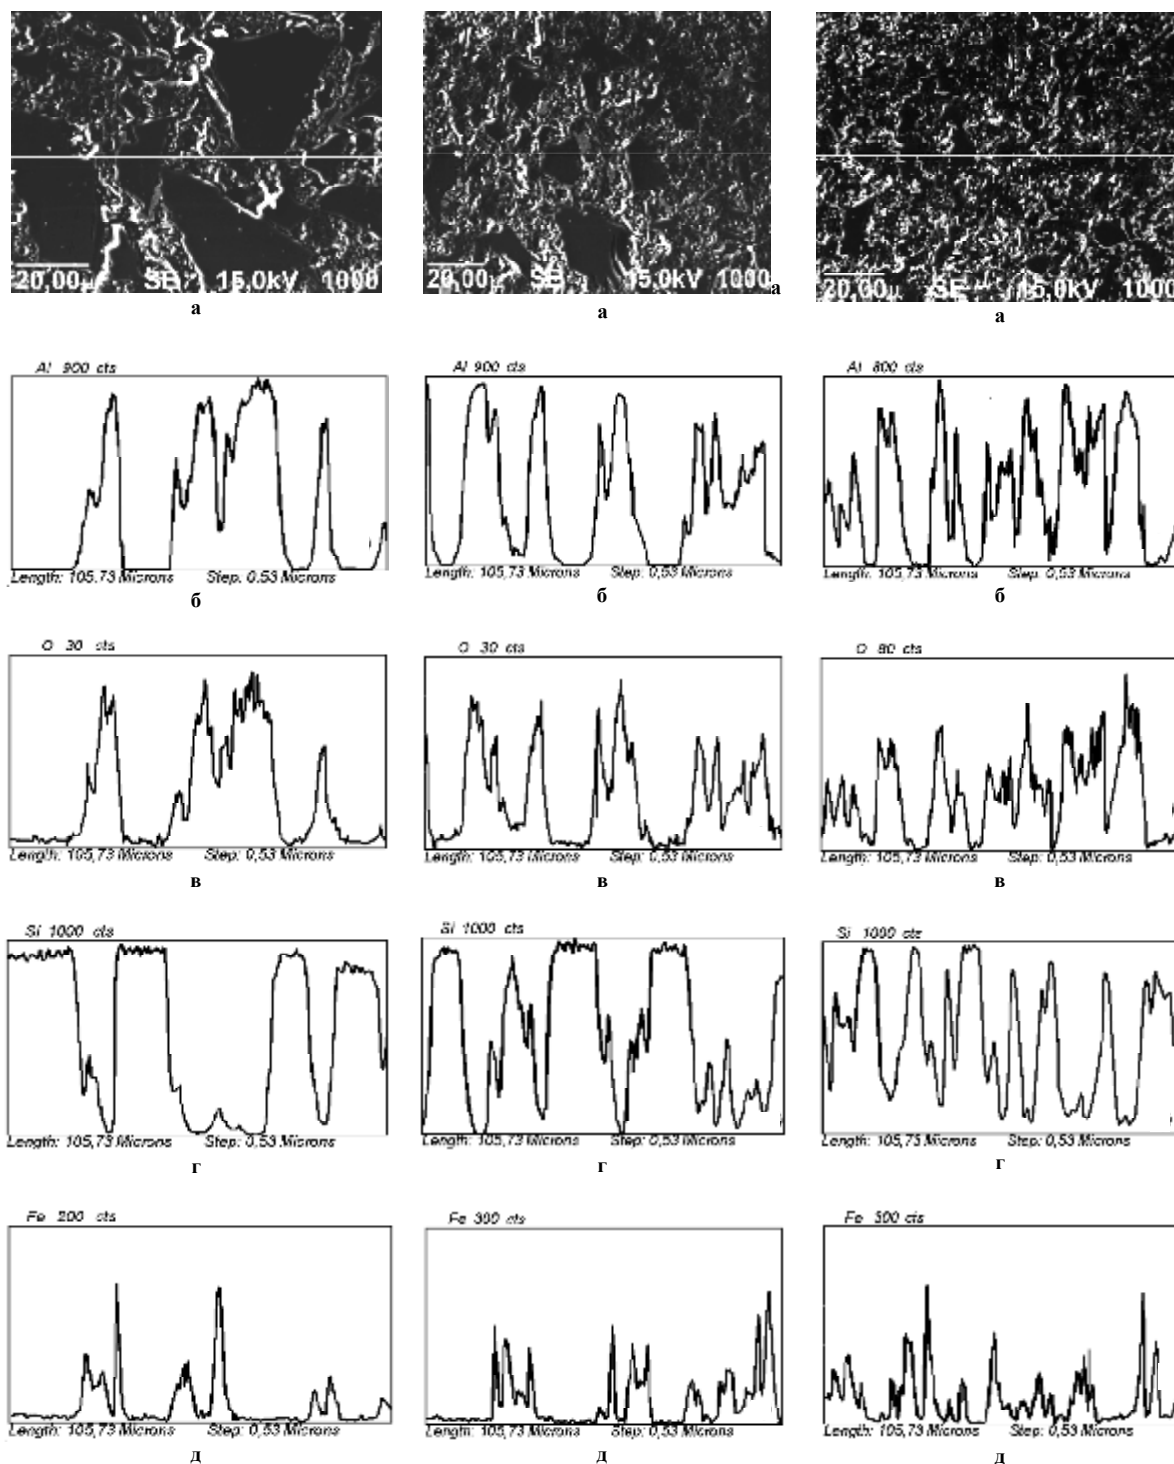 20,00μ SE 15,0kV 1000
20,00μ SE 15,0kV 1000
20,00μ SE 15,0kV 1000
а
а
а
а
Al 900 cts
Al 900 cts
Al 800 cts
Length: 105,73 Microns Step: 0,53 Microns
Length: 105,73 Microns Step: 0,53 Microns
Length: 105,73 Microns Step: 0,53 Microns
б
б
б
O 30 cts
O 30 cts
O 80 cts
Length: 105,73 Microns Step: 0,53 Microns
Length: 105,73 Microns Step: 0,53 Microns
Length: 105,73 Microns Step: 0,53 Microns
в
в
в
Si 1000 cts
Si 1000 cts
Si 1000 cts
Length: 105,73 Microns Step: 0,53 Microns
Length: 105,73 Microns Step: 0,53 Microns
Length: 105,73 Microns Step: 0,53 Microns
г
г
г
Fe 200 cts
Fe 300 cts
Fe 300 cts
Length: 105,73 Microns Step: 0,53 Microns
Length: 105,73 Microns Step: 0,53 Microns
Length: 105,73 Microns Step: 0,53 Microns
д
д
д